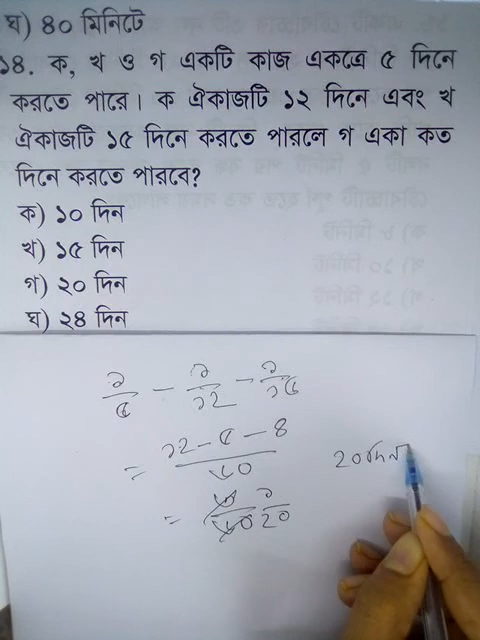 ঘ) ৪০ মিনিটে
১৪. ক, খ ও গ একটি কাজ একত্রে ৫ দিনে
করতে পারে। ক ঐকাজটি ১২ দিনে এবং খ
ঐকাজটি ১৫ দিনে করতে পারলে গ একা কত
দিনে করতে পারবে?
ক) ১০ দিন
খ) ১৫ দিন
গ) ২০ দিন
ঘ) ২৪ দিন
১/৫ - ১/১২ - ১/১৫
= ১২ - ৫ - ৪ / ৬০
= ৩/৬০ ১/২০
২০ দিন